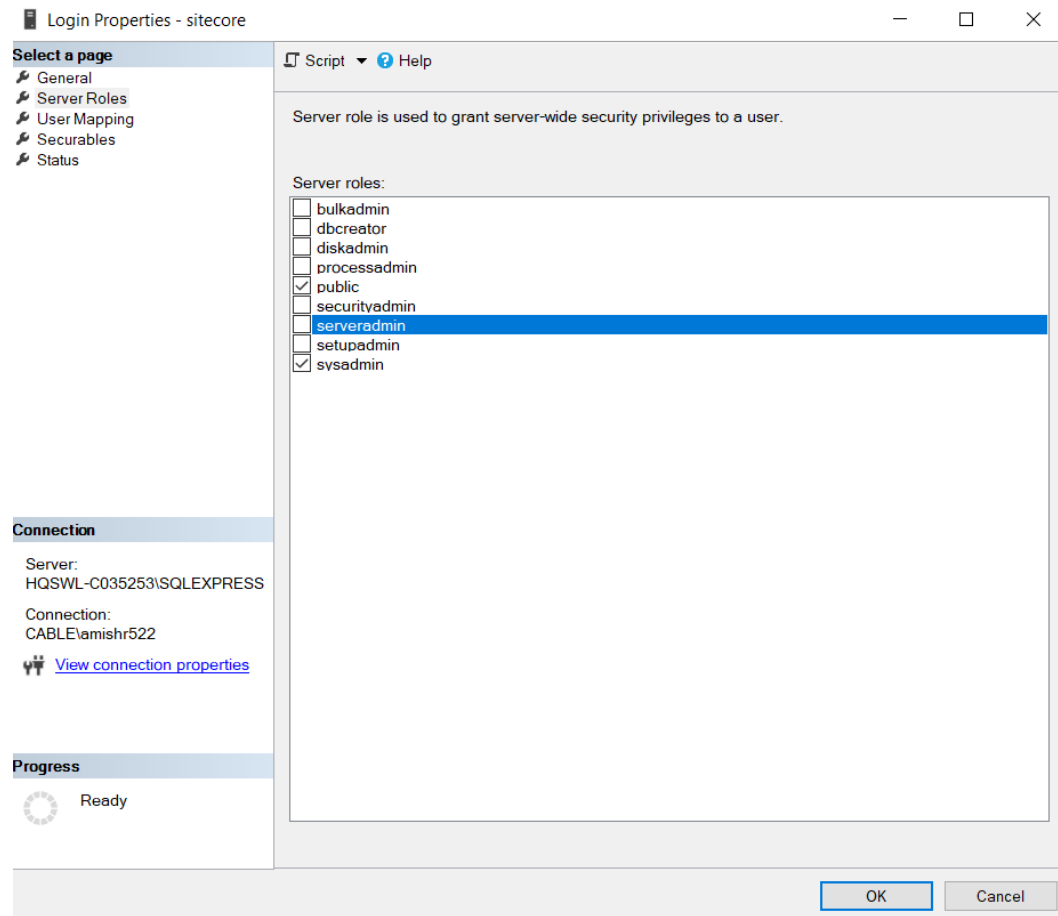 Login Properties - sitecore
Select a page
General
Server Roles
User Mapping
Securables
Status
Script
Help
Server role is used to grant server-wide security privileges to a user.
Server roles:
bulkadmin
dbcreator
diskadmin
processadmin
public
securityadmin
serveradmin
setupadmin
sysadmin
Connection
Server:
HQSWL-C035253\SQLEXPRESS
Connection:
CABLE\amishr522
View connection properties
Progress
Ready
OK
Cancel